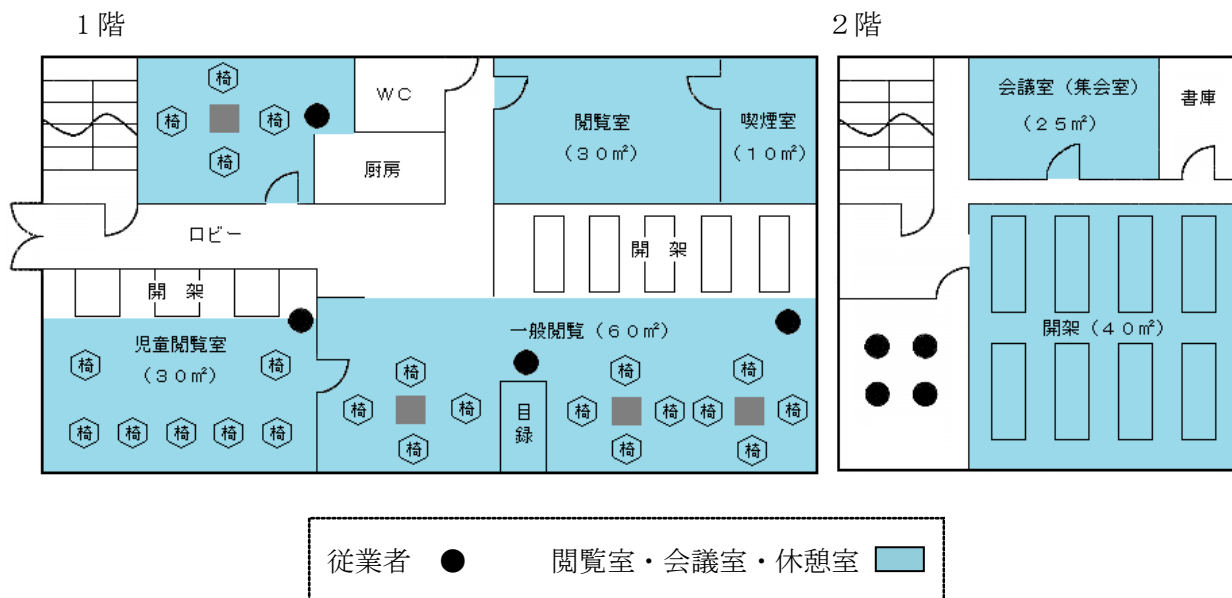 1階
2階
椅
椅
椅
椅
WC
厨房
閲覧室
(30㎡)
喫煙室
(10㎡)
会議室(集会室)
(25㎡)
書庫
ロビー
開架
開架
児童閲覧室
(30㎡)
椅
椅
椅
椅
椅
椅
椅
一般閲覧(60㎡)
椅
椅
椅
椅
目録
椅
椅
椅
椅
椅
椅
椅
椅
開架(40㎡)
従業者
閲覧室・会議室・休憩室